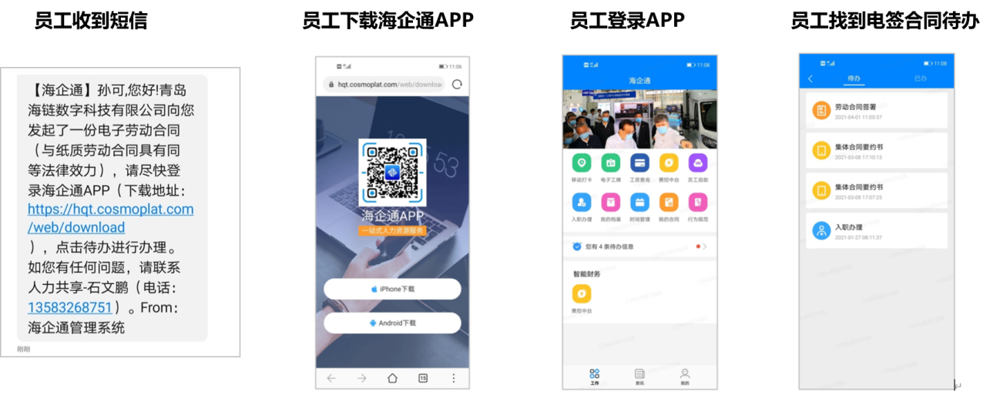 员工收到短信
员工下载海企通APP
员工登录APP
员工找到电签合同待办
【海企通】孙可,您好!青岛
海链数字科技有限公司向您
发起了一份电子劳动合同
（与纸质劳动合同具有同
等法律效力），请尽快登
录海企通APP（下载地址：
https://hqt.cosmoplat.com
/web/download
），点击待办进行办理。
如您有任何问题，请联系
人力共享-石文鹏（电话：
13583268751）。From：
海企通管理系统
刚刚
11:06
hqt.cosmoplat.com/web/downloa
海企通APP
一站式人力资源服务
iPhone下载
Android下载
15
11:08
海企通
移动打卡 电子工牌 工资查询 费控中台 员工自助
入职办理 我的档案 时间管理 我的合同 行为规范
您有 4 条待办信息
智能财务
费控中台
工作 资讯 我的
11:08
待办 已办
劳动合同签署
2021-04-01 11:05:57
集体合同要约书
2021-03-08 17:10:13
集体合同要约书
2021-03-08 17:07:25
入职办理
2021-01-27 08:11:37